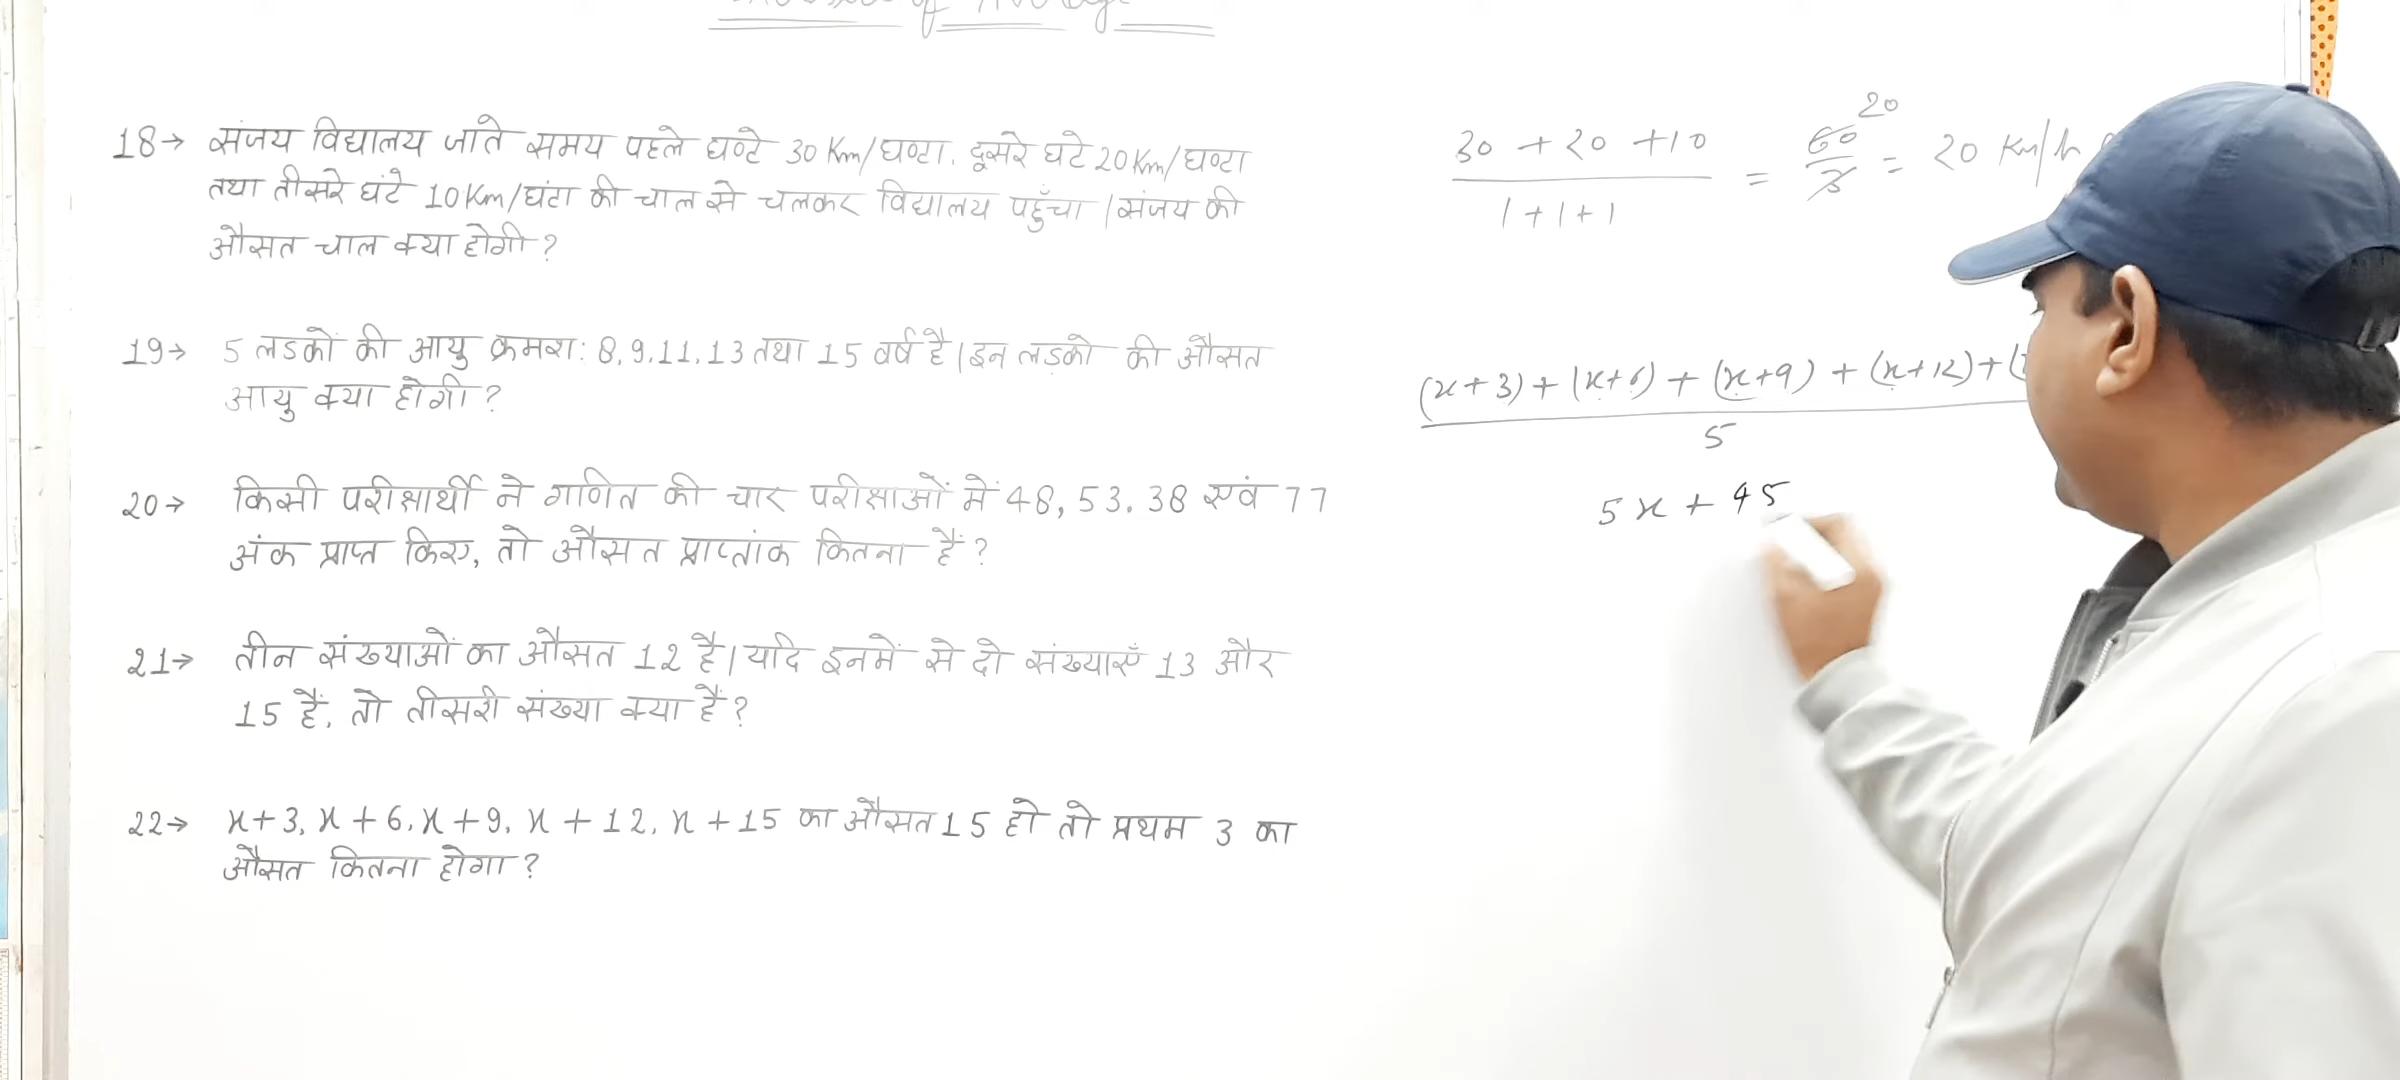 18→ संजय विद्यालय जाते समय पहले घण्टे 30 Km/घण्टा, दूसरे घंटे 20 Km/घण्टा
तथा तीसरे घंटे 10 Km/घंटा की चाल से चलकर विद्यालय पहुँचा । संजय की
औसत चाल क्या होगी ?
19→ 5 लडकों की आयु क्रमश: 8, 9, 11, 13 तथा 15 वर्ष है । इन लड़को की औसत
आयु क्या होगी ?
20→ किसी परीक्षार्थी ने गणित की चार परीक्षाओं में 48, 53, 38 एवं 77
अंक प्राप्त किए, तो औसत प्राप्तांक कितना है ?
21→ तीन संख्याओं का औसत 12 है । यदि इनमें से दो संख्याएँ 13 और
15 हैं, तो तीसरी संख्या क्या है ?
22→ x+3, x+6, x+9, x+12, x+15 का औसत 15 हो तो प्रथम 3 का
औसत कितना होगा ?
30 + 20 + 10
1 + 1 + 1
= 60 20
3
= 20 Km/h
(x+3) + (x+6) + (x+9) + (x+12) + (
5
5x + 45